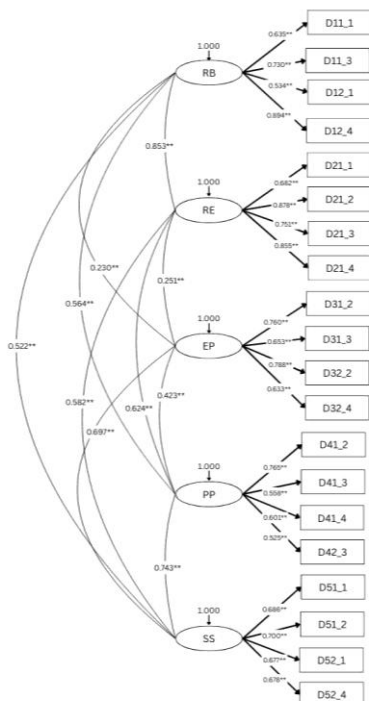 D11_1
0.635**
1.000
D11_3
0.730**
RB
0.534**
D12_1
0.694**
D12_4
0.853**
D21_1
1.000
0.682**
D21_2
0.878**
RE
0.751**
D21_3
0.855**
D21_4
0.230**
0.251**
0.564**
D31_2
0.522**
1.000
0.760**
D31_3
0.653**
EP
0.788**
D32_2
0.633**
0.582**
0.423**
D32_4
0.624**
0.697**
D41_2
1.000
0.765**
D41_3
PP
0.601**
D41_4
0.525**
D42_3
0.743**
D51_1
1.000
0.686**
D51_2
0.700**
SS
0.677**
D52_1
0.678**
D52_4